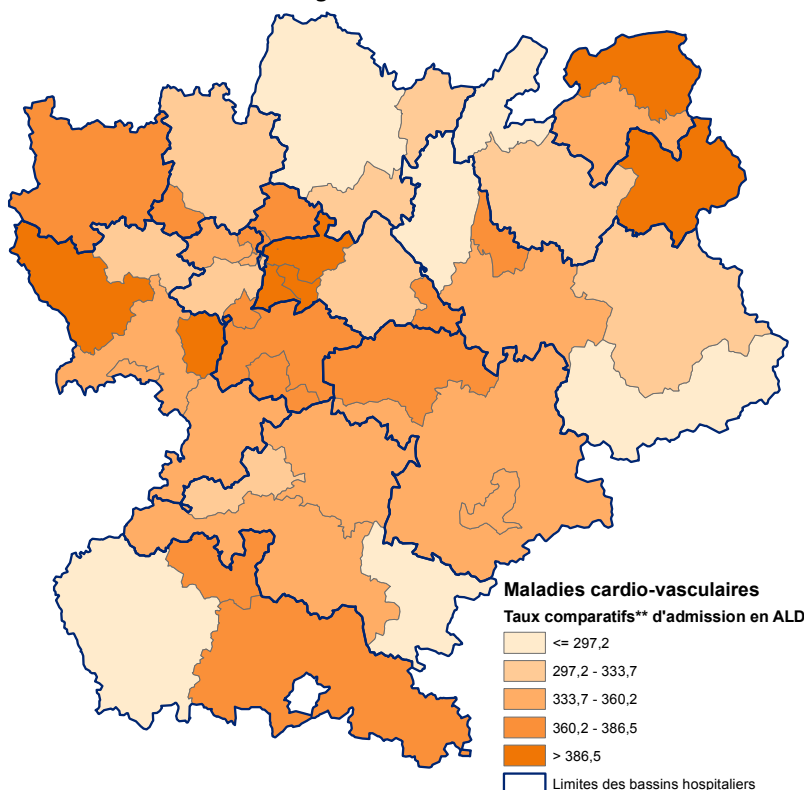 Maladies cardio-vasculaires
Taux comparatifs** d'admission en ALD
<= 297,2
297,2 - 333,7
333,7 - 360,2
360,2 - 386,5
> 386,5
Limites des bassins hospitaliers